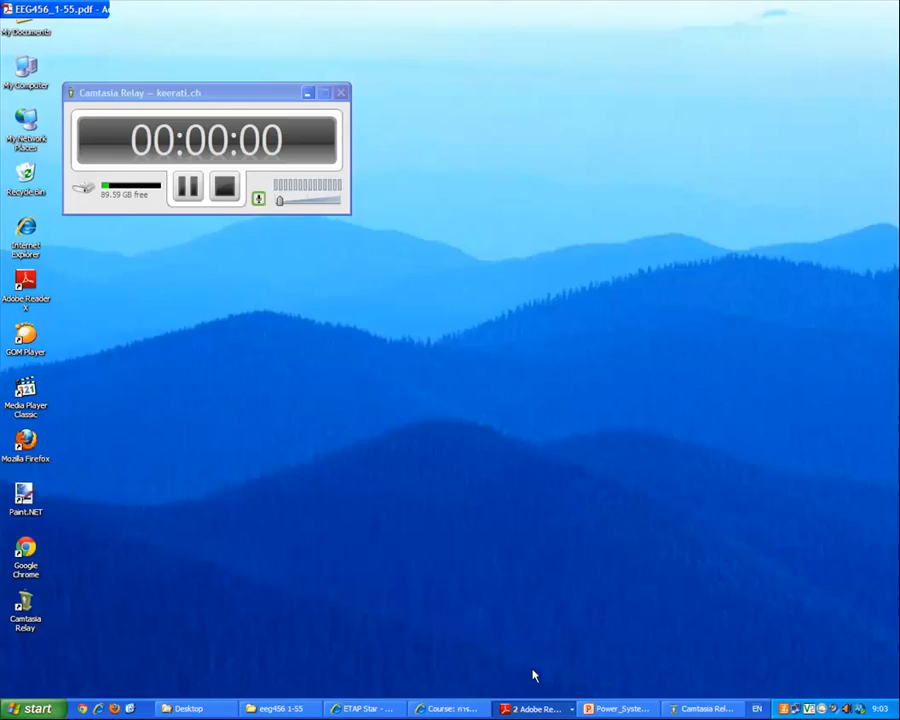 EEG456_1-55.pdf - Ad
My Documents
My Computer
My Network
Places
Recycle Bin
Internet
Explorer
Adobe Reader
X
GOM Player
Media Player
Classic
Mozilla Firefox
Paint.NET
Google
Chrome
Camtasia
Relay
Camtasia Relay -- keerati.ch
00:00:00
89.59 GB free
start
Desktop
eeg456 1-55
ETAP Star - ...
Course: การ...
2 Adobe Re...
Power_Syste...
Camtasia Rel...
EN
9:03